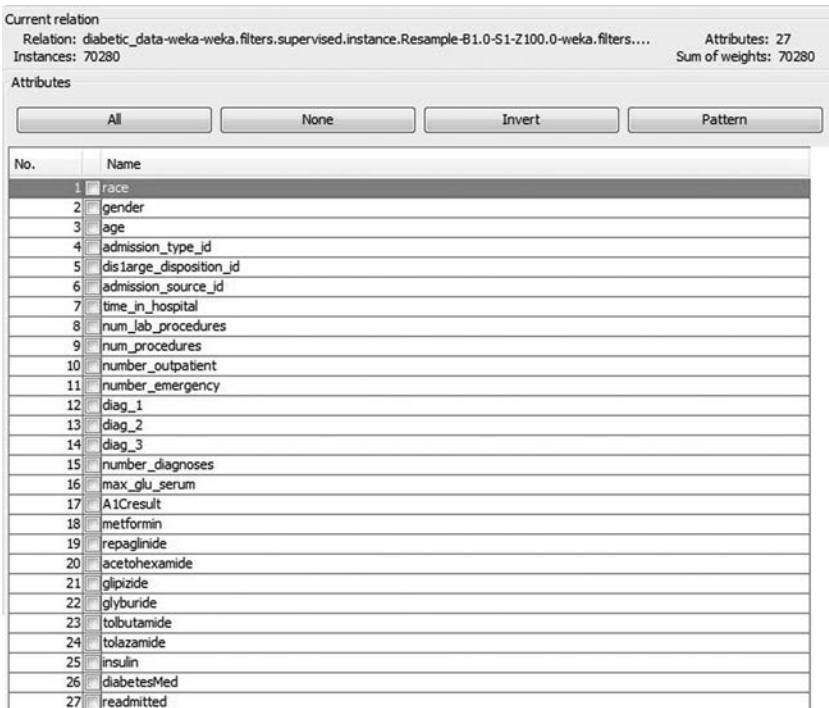 Current relation
Relation: diabetic_data-weka-weka.filters.supervised.instance.Resample-B1.0-S1-Z100.0-weka.filters.... Attributes: 27
Instances: 70280 Sum of weights: 70280
Attributes
All None Invert Pattern
No. Name
1 race
2 gender
3 age
4 admission_type_id
5 dis1arge_disposition_id
6 admission_source_id
7 time_in_hospital
8 num_lab_procedures
9 num_procedures
10 number_outpatient
11 number_emergency
12 diag_1
13 diag_2
14 diag_3
15 number_diagnoses
16 max_glu_serum
17 A1Cresult
18 metformin
19 repaglinide
20 acetohexamide
21 glipizide
22 glyburide
23 tolbutamide
24 tolazamide
25 insulin
26 diabetesMed
27 readmitted